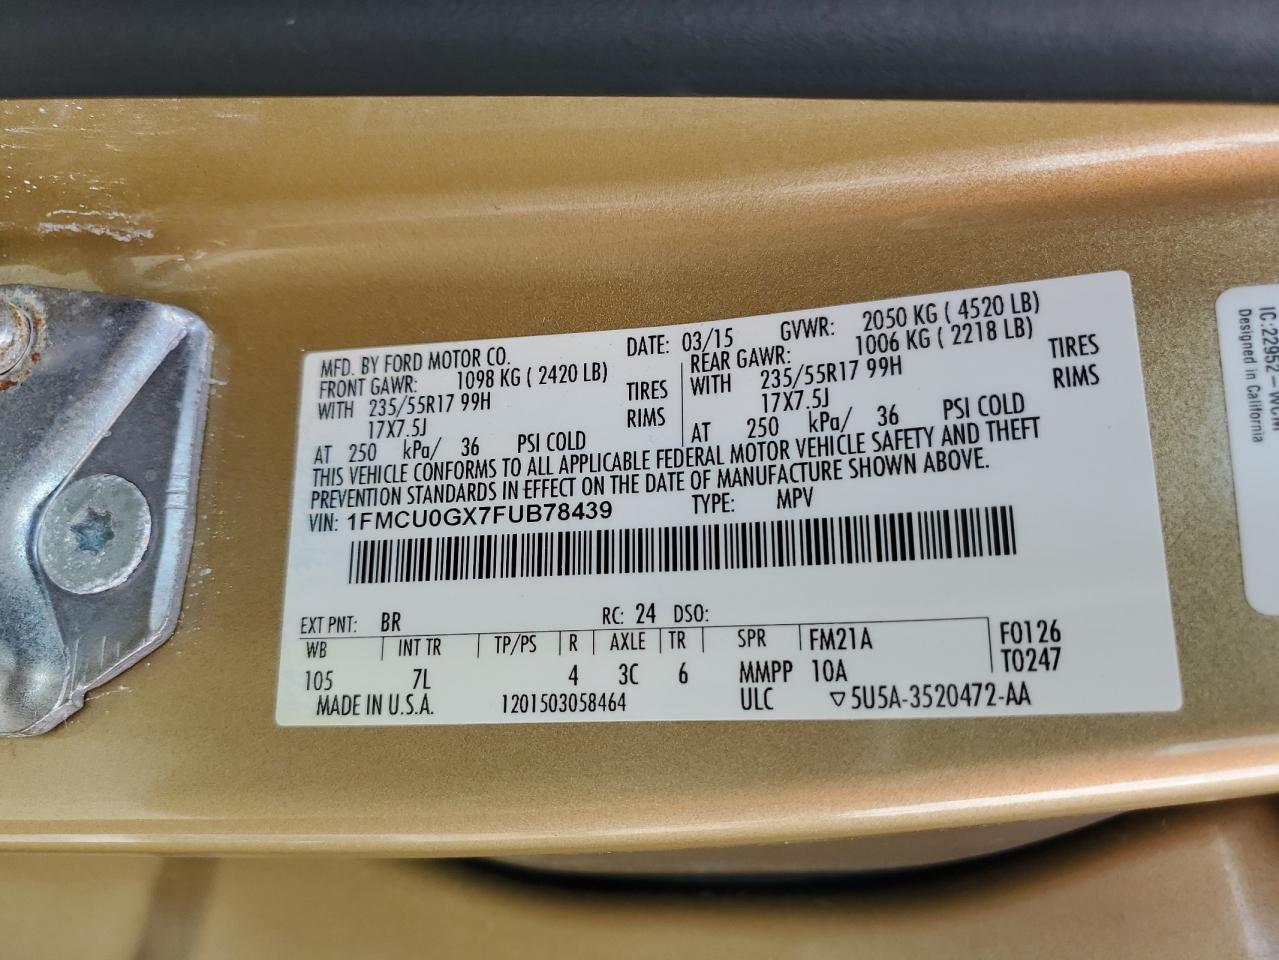 MFD. BY FORD MOTOR CO. DATE: 03/15 GVWR: 2050 KG ( 4520 LB)
FRONT GAWR: 1098 KG ( 2420 LB) REAR GAWR: 1006 KG ( 2218 LB)
WITH 235/55R17 99H TIRES WITH 235/55R17 99H TIRES
17X7.5J RIMS 17X7.5J RIMS
AT 250 kPa/ 36 PSI COLD AT 250 kPa/ 36 PSI COLD
THIS VEHICLE CONFORMS TO ALL APPLICABLE FEDERAL MOTOR VEHICLE SAFETY AND THEFT
PREVENTION STANDARDS IN EFFECT ON THE DATE OF MANUFACTURE SHOWN ABOVE.
VIN: 1FMCU0GX7FUB78439 TYPE: MPV
EXT PNT: BR RC: 24 DSO:
WB INT TR TP/PS R AXLE TR SPR FM21A F0126
105 7L 4 3C 6 MMPP 10A T0247
MADE IN U.S.A. 1201503058464 ULC ▽5U5A-3520472-AA
Designed in California